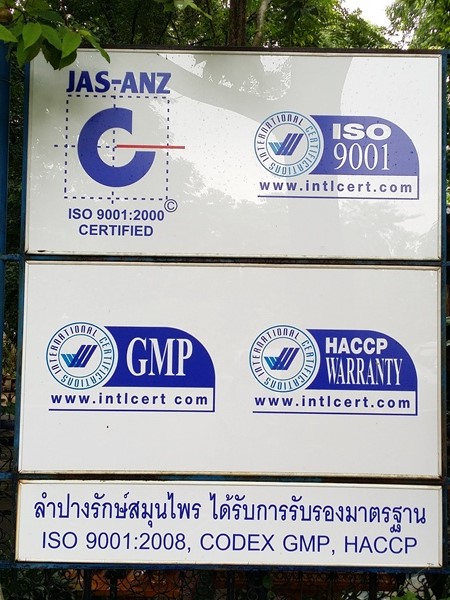 JAS-ANZ
ISO 9001:2000 ©
CERTIFIED
INTERNATIONAL CERTIFICATIONS
ISO
9001
www.intlcert.com
INTERNATIONAL CERTIFICATIONS
GMP
www.intlcert com
INTERNATIONAL CERTIFICATIONS
HACCP
WARRANTY
www.intlcert.com
ลำปางรักษ์สมุนไพร ได้รับการรับรองมาตรฐาน
ISO 9001:2008, CODEX GMP, HACCP